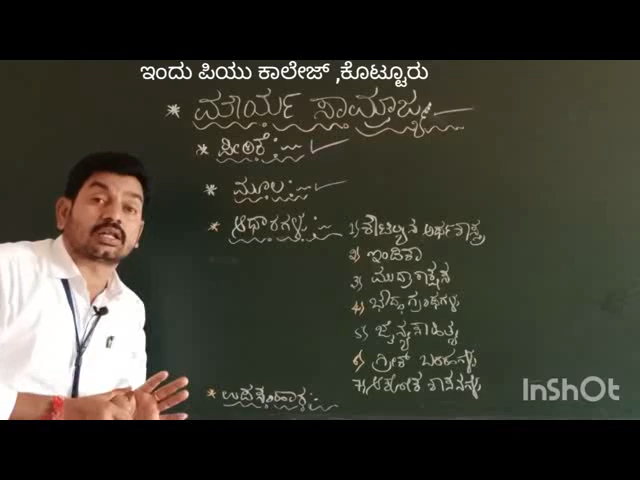 ಇಂದು ಪಿಯು ಕಾಲೇಜ್ ,ಕೊಟ್ಟೂರು
* ಮೌರ್ಯ ಸಾಮ್ರಾಜ್ಯ
* ಪೀಠಿಕೆ :-
* ಮೂಲ :-
* ಆಧಾರಗಳು :- 1) ಕೌಟಿಲ್ಯನ ಅರ್ಥಶಾಸ್ತ್ರ
2) ಇಂಡಿಕಾ
3) ಮುದ್ರಾರಾಕ್ಷಸ
4) ಬೌದ್ಧ ಗ್ರಂಥಗಳು
5) ಜೈನ ಸಾಹಿತ್ಯ
6) ಗ್ರೀಕ್ ಬರಹಗಳು
7) ಅಶೋಕನ ಶಾಸನಗಳು
* ಉಪಸಂಹಾರ :-
InShOt